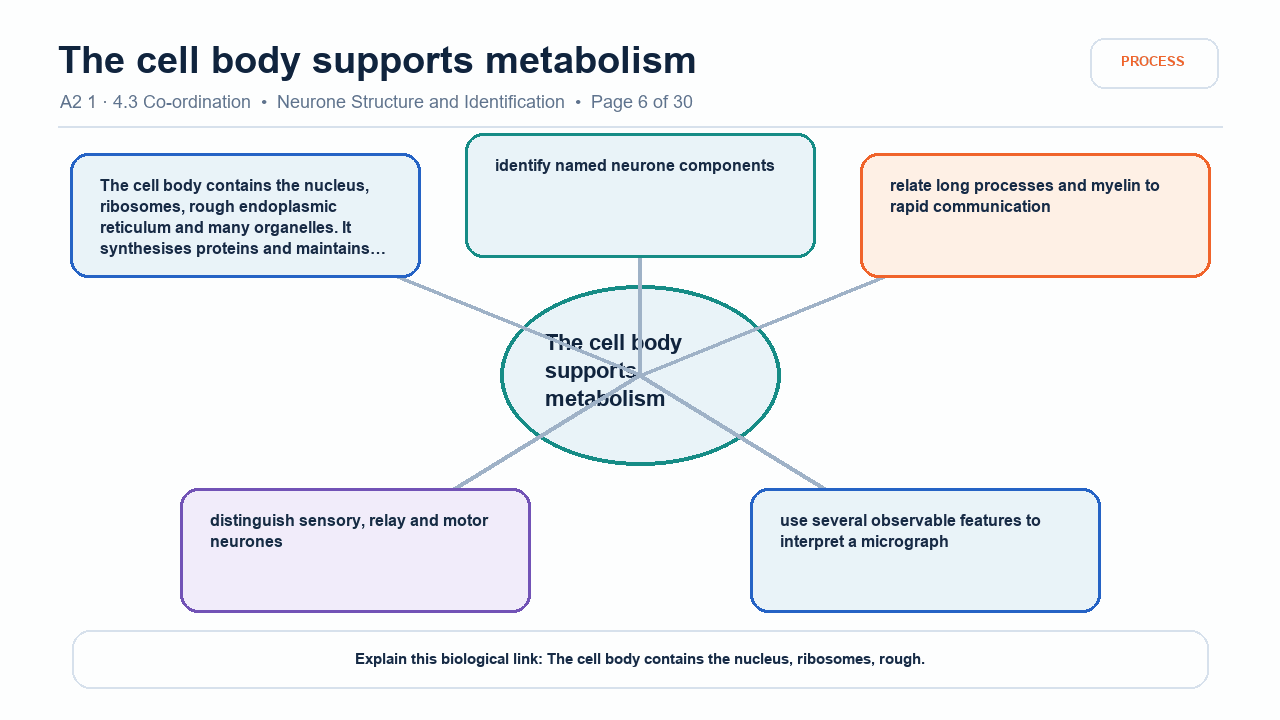 The cell body supports metabolism
PROCESS
A2 1 · 4.3 Co-ordination • Neurone Structure and Identification • Page 6 of 30
The cell body contains the nucleus,
ribosomes, rough endoplasmic
reticulum and many organelles. It
synthesises proteins and maintains…
identify named neurone components
relate long processes and myelin to
rapid communication
The cell body
supports
metabolism
distinguish sensory, relay and motor
neurones
use several observable features to
interpret a micrograph
Explain this biological link: The cell body contains the nucleus, ribosomes, rough.